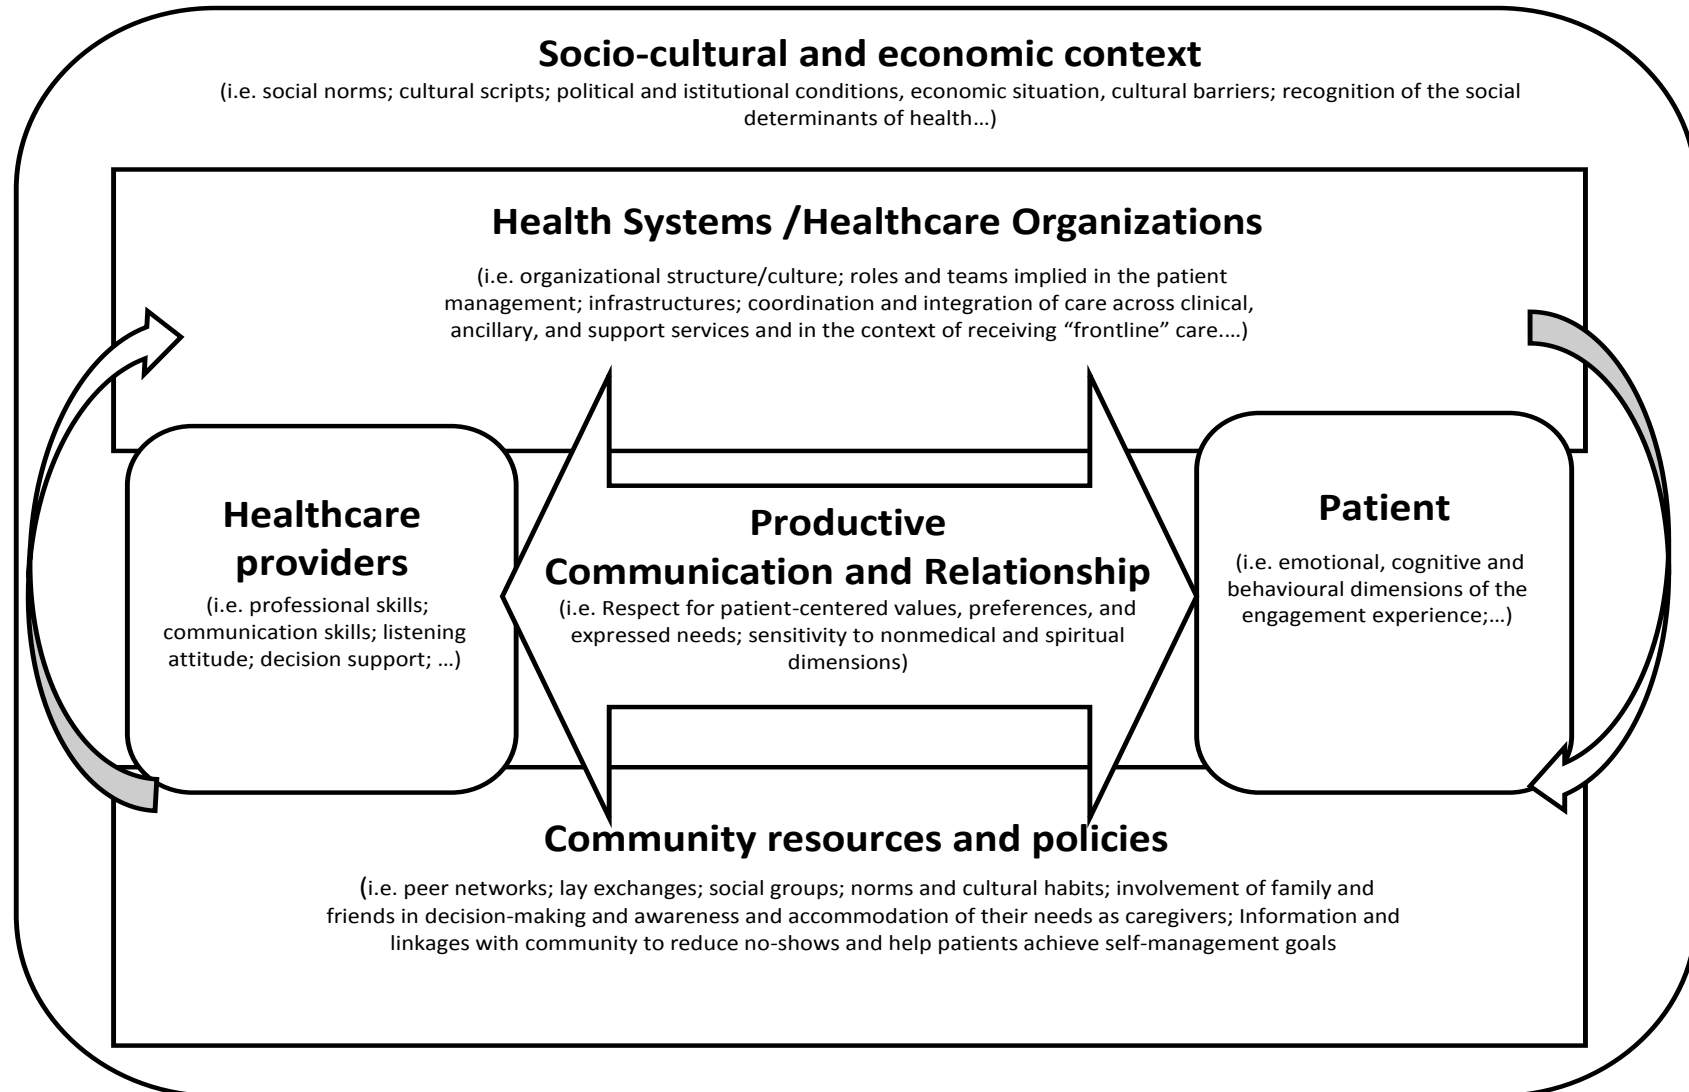 Socio-cultural and economic context
(i.e. social norms; cultural scripts; political and istitutional conditions, economic situation, cultural barriers; recognition of the social
determinants of health…)
Health Systems /Healthcare Organizations
(i.e. organizational structure/culture; roles and teams implied in the patient
management; infrastructures; coordination and integration of care across clinical,
ancillary, and support services and in the context of receiving “frontline” care.…)
Healthcare
providers
(i.e. professional skills;
communication skills; listening
attitude; decision support; …)
Productive
Communication and Relationship
(i.e. Respect for patient-centered values, preferences, and
expressed needs; sensitivity to nonmedical and spiritual
dimensions)
Patient
(i.e. emotional, cognitive and
behavioural dimensions of the
engagement experience;…)
Community resources and policies
(i.e. peer networks; lay exchanges; social groups; norms and cultural habits; involvement of family and
friends in decision-making and awareness and accommodation of their needs as caregivers; Information and
linkages with community to reduce no-shows and help patients achieve self-management goals